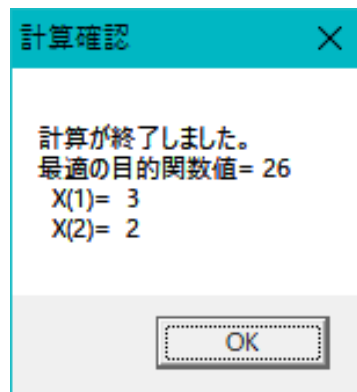 計算確認
計算が終了しました。
最適の目的関数値= 26
X(1)= 3
X(2)= 2
OK